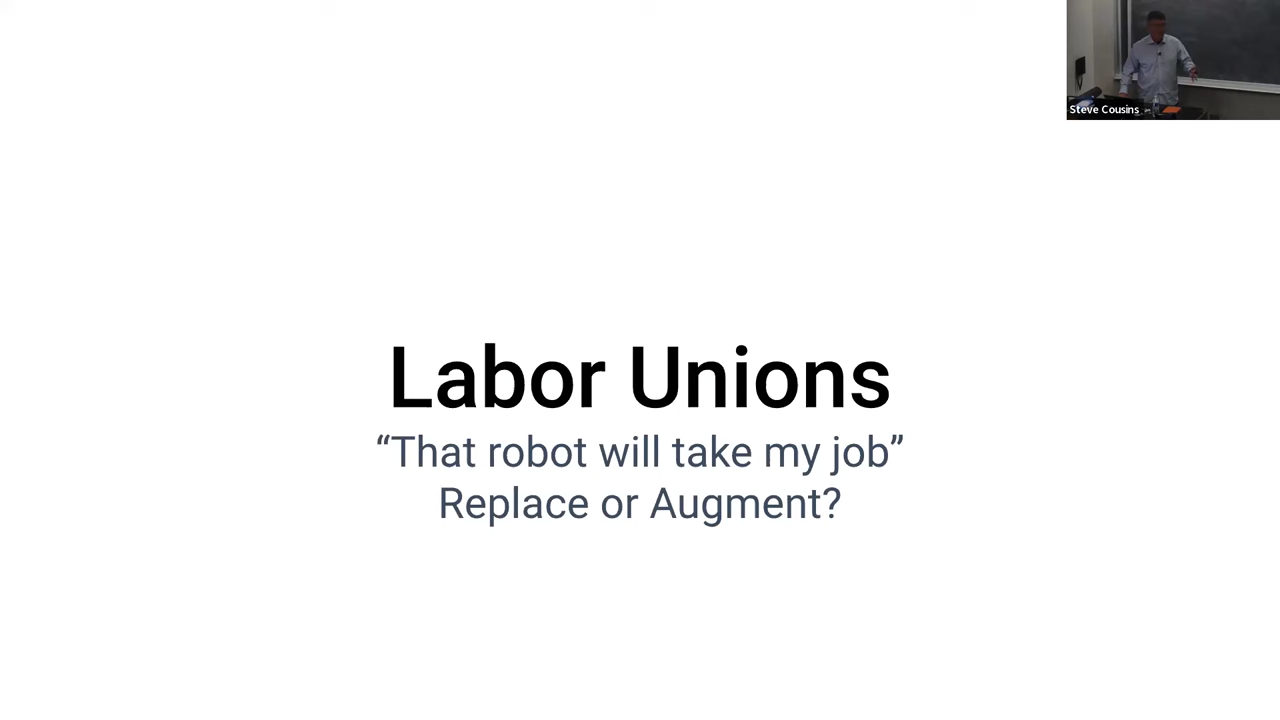 Steve Cousins
Labor Unions
“That robot will take my job”
Replace or Augment?